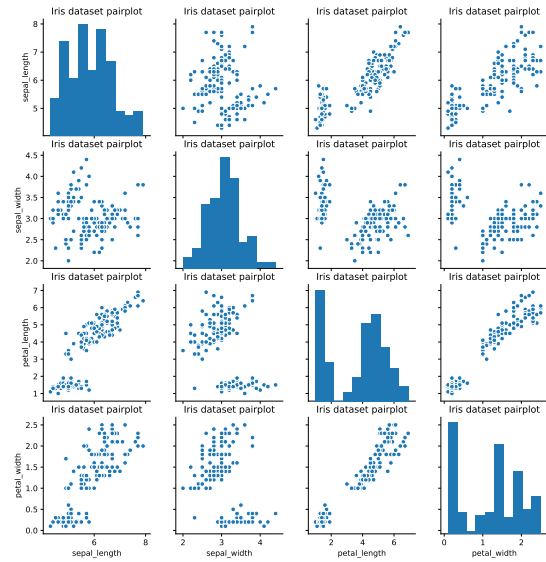 Iris dataset pairplot Iris dataset pairplot Iris dataset pairplot Iris dataset pairplot
sepal_length
8
7
6
5
Iris dataset pairplot Iris dataset pairplot Iris dataset pairplot Iris dataset pairplot
sepal_width
4.5
4.0
3.5
3.0
2.5
2.0
Iris dataset pairplot Iris dataset pairplot Iris dataset pairplot Iris dataset pairplot
petal_length
7
6
5
4
3
2
1
Iris dataset pairplot Iris dataset pairplot Iris dataset pairplot Iris dataset pairplot
petal_width
2.5
2.0
1.5
1.0
0.5
0.0
4 6 8 2 3 4 2 4 6 0 1 2
sepal_length sepal_width petal_length petal_width